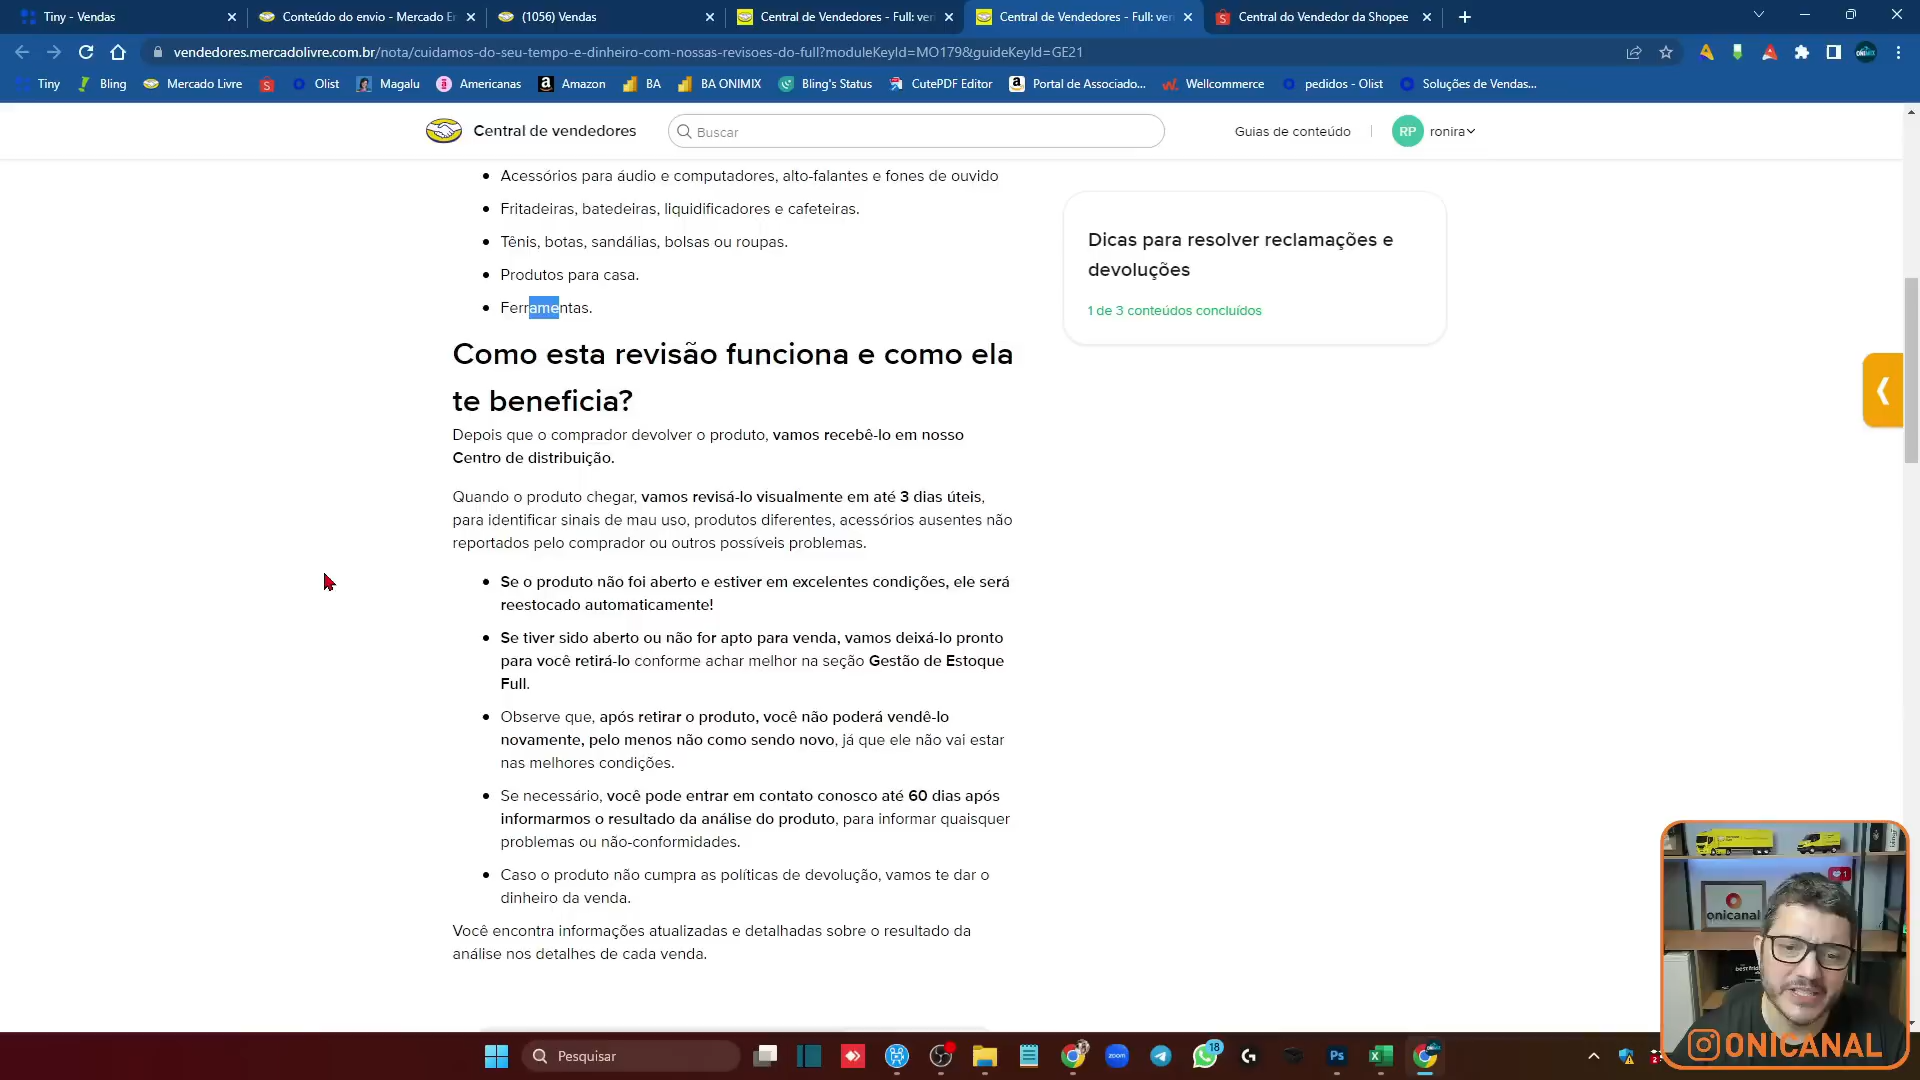 Tiny - Vendas
Conteúdo do envio - Mercado En
(1056) Vendas
Central de Vendedores - Full: ven
Central de Vendedores - Full: ven
Central do Vendedor da Shopee
vendedores.mercadolivre.com.br/nota/cuidamos-do-seu-tempo-e-dinheiro-com-nossas-revisoes-do-full?moduleKeyId=MO179&guideKeyId=GE21
Tiny
Bling
Mercado Livre
Olist
Magalu
Americanas
Amazon
BA
BA ONIMIX
Bling's Status
CutePDF Editor
Portal de Associado...
Wellcommerce
pedidos - Olist
Soluções de Vendas...
Central de vendedores
Buscar
Guias de conteúdo
RP
ronira
Acessórios para áudio e computadores, alto-falantes e fones de ouvido
Fritadeiras, batedeiras, liquidificadores e cafeteiras.
Tênis, botas, sandálias, bolsas ou roupas.
Produtos para casa.
Ferramentas.
Como esta revisão funciona e como ela
te beneficia?
Depois que o comprador devolver o produto, vamos recebê-lo em nosso
Centro de distribuição.
Quando o produto chegar, vamos revisá-lo visualmente em até 3 dias úteis,
para identificar sinais de mau uso, produtos diferentes, acessórios ausentes não
reportados pelo comprador ou outros possíveis problemas.
Se o produto não foi aberto e estiver em excelentes condições, ele será
reestocado automaticamente!
Se tiver sido aberto ou não for apto para venda, vamos deixá-lo pronto
para você retirá-lo conforme achar melhor na seção Gestão de Estoque
Full.
Observe que, após retirar o produto, você não poderá vendê-lo
novamente, pelo menos não como sendo novo, já que ele não vai estar
nas melhores condições.
Se necessário, você pode entrar em contato conosco até 60 dias após
informarmos o resultado da análise do produto, para informar quaisquer
problemas ou não-conformidades.
Caso o produto não cumpra as políticas de devolução, vamos te dar o
dinheiro da venda.
Você encontra informações atualizadas e detalhadas sobre o resultado da
análise nos detalhes de cada venda.
Dicas para resolver reclamações e
devoluções
1 de 3 conteúdos concluídos
onicanal
ONICANAL
Pesquisar
zoom
18
Ps